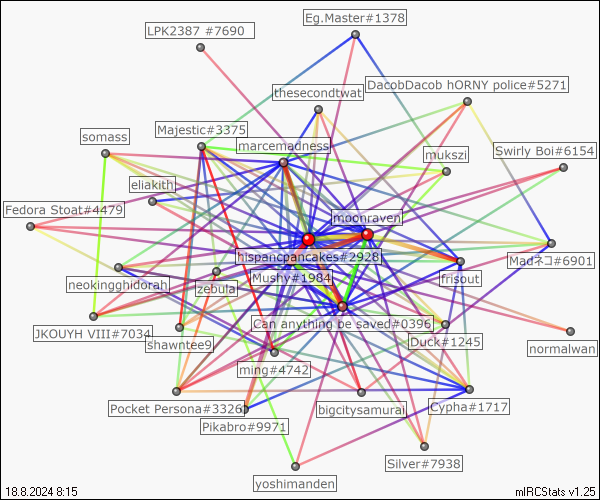 Eg.Master#1378
LPK2387 #7690
DacobDacob hORNY police#5271
thesecondtwat
Majestic#3375
somass
marcemadness
mukszi
Swirly Boi#6154
eliakith
Fedora Stoat#4479
moonraven
hispancpancakes#2928
Madネコ#6901
Mushy#1984
frisout
neokingghidorah
zebula
Can anything be saved#0396
JKOUYH VIII#7034
shawntee9
Duck#1245
normalwan
ming#4742
Pocket Persona#3326
bigcitysamurai
Cypha#1717
Pikabro#9971
Silver#7938
yoshimanden
18.8.2024 8:15
mIRCStats v1.25